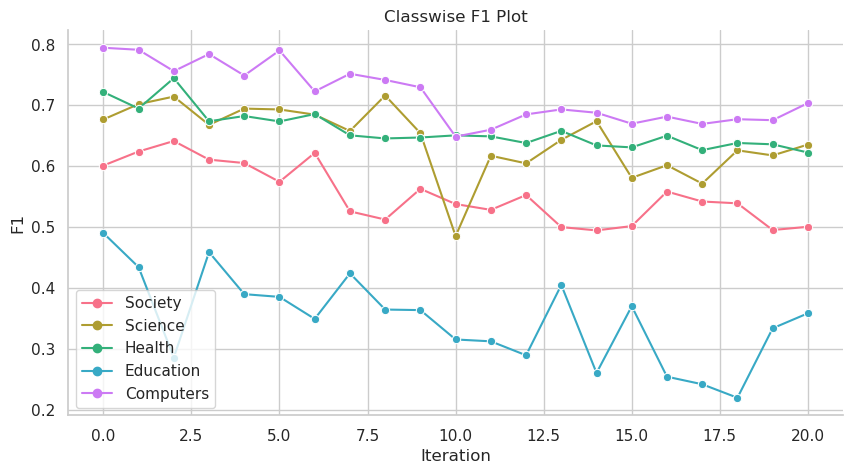 Classwise F1 Plot
F1
0.8
0.7
0.6
0.5
0.4
0.3
0.2
Society
Science
Health
Education
Computers
0.0 2.5 5.0 7.5 10.0 12.5 15.0 17.5 20.0
Iteration